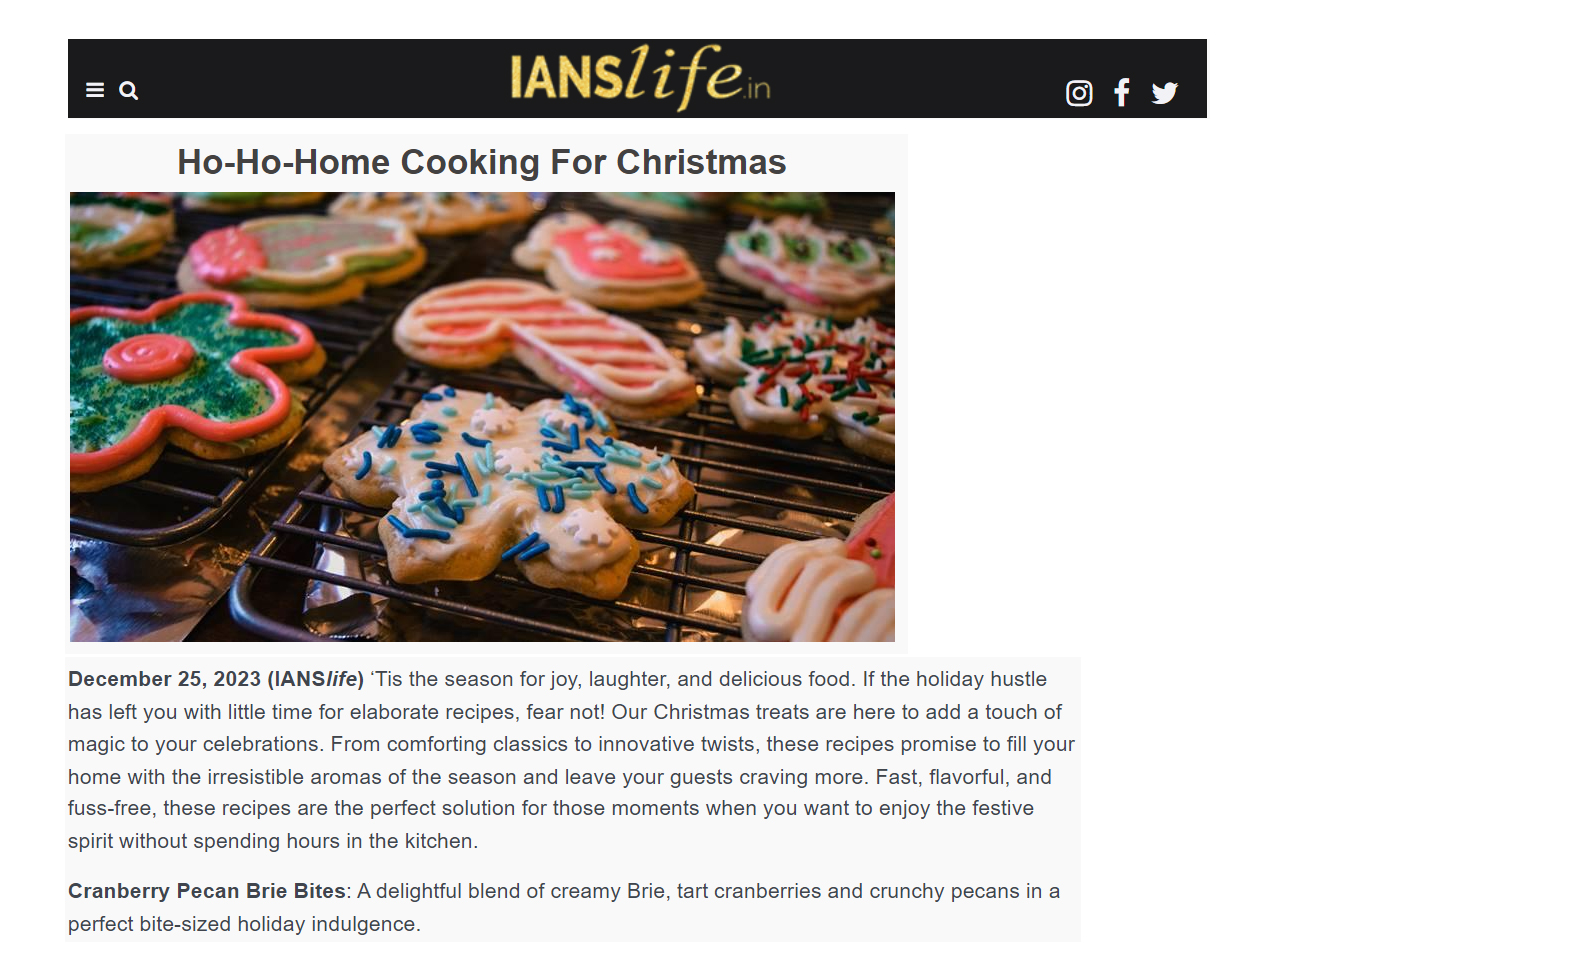 IANSlife.in
Ho-Ho-Home Cooking For Christmas
December 25, 2023 (IANSlife) ‘Tis the season for joy, laughter, and delicious food. If the holiday hustle
has left you with little time for elaborate recipes, fear not! Our Christmas treats are here to add a touch of
magic to your celebrations. From comforting classics to innovative twists, these recipes promise to fill your
home with the irresistible aromas of the season and leave your guests craving more. Fast, flavorful, and
fuss-free, these recipes are the perfect solution for those moments when you want to enjoy the festive
spirit without spending hours in the kitchen.
Cranberry Pecan Brie Bites: A delightful blend of creamy Brie, tart cranberries and crunchy pecans in a
perfect bite-sized holiday indulgence.